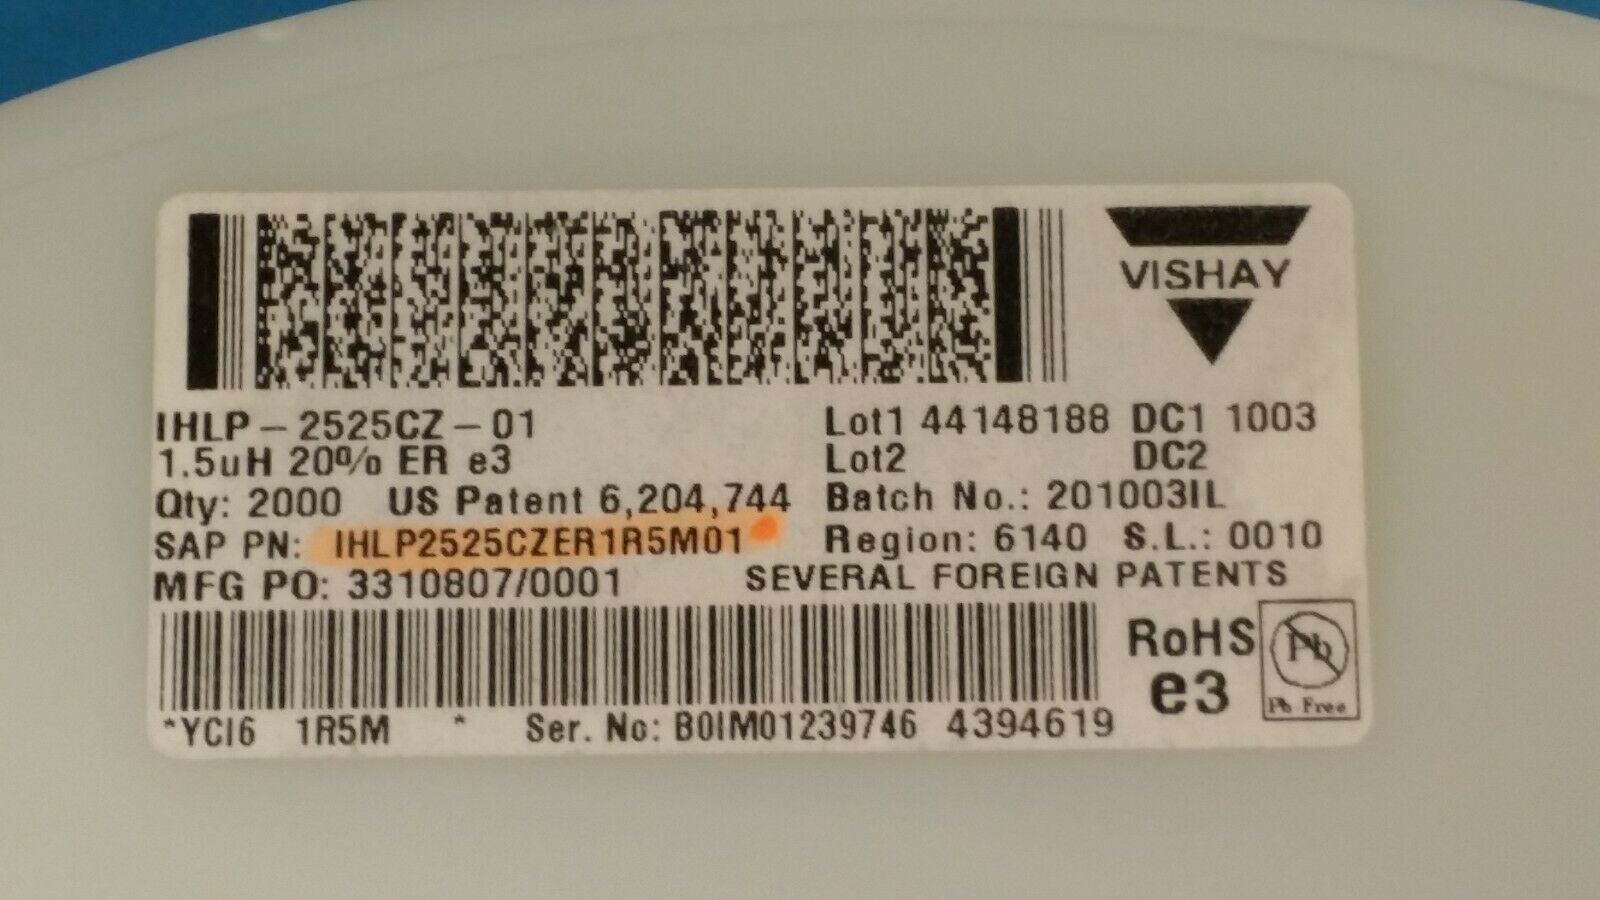 VISHAY
IHLP-2525CZ-01
1.5uH 20% ER e3
Qty: 2000 US Patent 6,204,744
SAP PN: IHLP2525CZER1R5M01
MFG PO: 3310807/0001
Lot1 44148188 DC1 1003
Lot2 DC2
Batch No.: 201003IL
Region: 6140 S.L.: 0010
SEVERAL FOREIGN PATENTS
*YCI6 1R5M * Ser. No: B0IM01239746 4394619
RoHS
e3
Pb
Pb Free